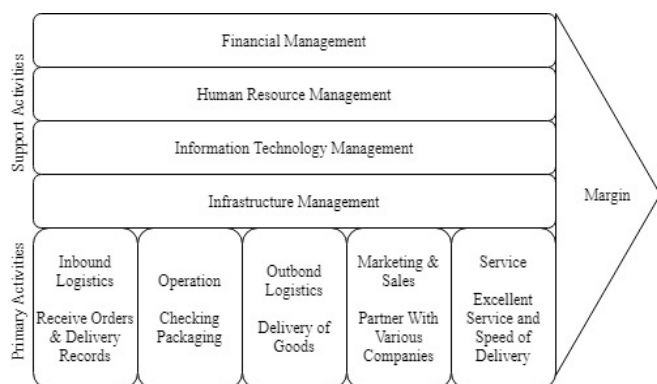 Support Activities
Financial Management
Human Resource Management
Information Technology Management
Infrastructure Management
Margin
Primary Activities
Inbound
Logistics
Receive Orders
& Delivery
Records
Operation
Checking
Packaging
Outbond
Logistics
Delivery of
Goods
Marketing &
Sales
Partner With
Various
Companies
Service
Excellent
Service and
Speed of
Delivery